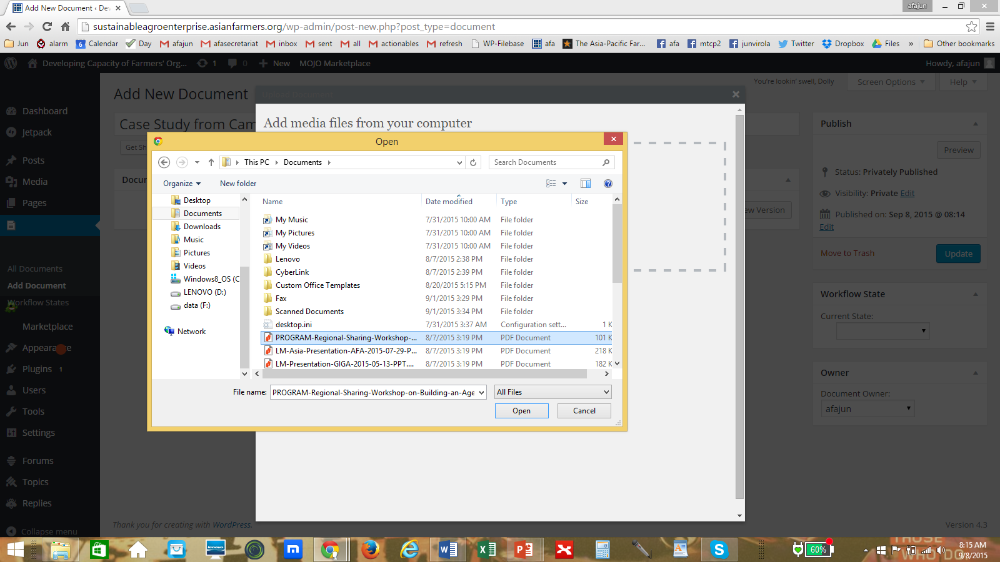 Add New Document ‹ De
afajun
sustainableagroenterprise.asianfarmers.org/wp-admin/post-new.php?post_type=document
Jun alarm 6 Calendar Day afajun afasecretariat inbox sent all actionables refresh WP-Filebase afa The Asia-Pacific Far... afa mtcp2 junvirola Twitter Dropbox Files » Other bookmarks
Developing Capacity of Farmers' Org... 1 0 New MOJO Marketplace Howdy, afajun
You're lookin' swell, Dolly Screen Options Help
Add New Document
Case Study from Cam
Get Sh
Docu
Dashboard
Jetpack
Posts
Media
Pages
All Documents
Add Document
Workflow States
Marketplace
Appearance
Plugins 1
Users
Tools
Settings
Forums
Topics
Replies
Collapse menu
Add media files from your computer
Open
This PC Documents Search Documents
Organize New folder
Desktop
Documents
Downloads
Music
Pictures
Videos
Windows8_OS (C
LENOVO (D:)
data (F:)
Network
Name Date modified Type Size
My Music 7/31/2015 10:00 AM File folder
My Pictures 7/31/2015 10:00 AM File folder
My Videos 7/31/2015 10:00 AM File folder
Lenovo 8/7/2015 2:38 PM File folder
CyberLink 8/7/2015 2:39 PM File folder
Custom Office Templates 8/20/2015 5:15 PM File folder
Fax 9/1/2015 3:29 PM File folder
Scanned Documents 9/1/2015 3:34 PM File folder
desktop.ini 7/31/2015 3:37 AM Configuration sett... 1 K
PROGRAM-Regional-Sharing-Workshop-... 8/7/2015 3:19 PM PDF Document 101 K
LM-Asia-Presentation-AFA-2015-07-29-P... 8/7/2015 3:19 PM PDF Document 218 K
LM-Presentation-GIGA-2015-05-13-PPT.... 8/7/2015 3:19 PM PDF Document 182 K
File name: PROGRAM-Regional-Sharing-Workshop-on-Building-an-Age All Files
Open Cancel
ew Version
Publish
Preview
Status: Privately Published
Visibility: Private Edit
Published on: Sep 8, 2015 @ 08:14
Edit
Move to Trash Update
Workflow State
Current State:
Owner
Document Owner:
afajun
Thank you for creating with WordPress. Version 4.3
lenovo
60%
THOSE
WHO DO
8:15 AM
9/8/2015